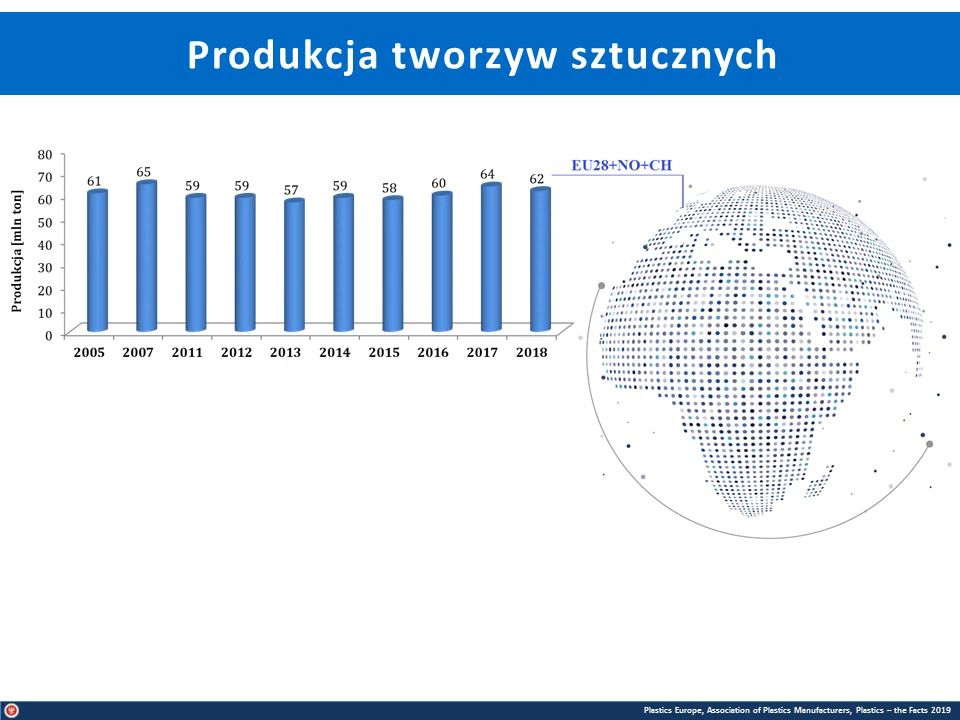 Produkcja tworzyw sztucznych
EU28+NO+CH
Produkcja [mln ton]
80
70
60
50
40
30
20
10
0
61 65 59 59 57 59 58 60 64 62
2005 2007 2011 2012 2013 2014 2015 2016 2017 2018
Plastics Europe, Association of Plastics Manufacturers, Plastics – the Facts 2019